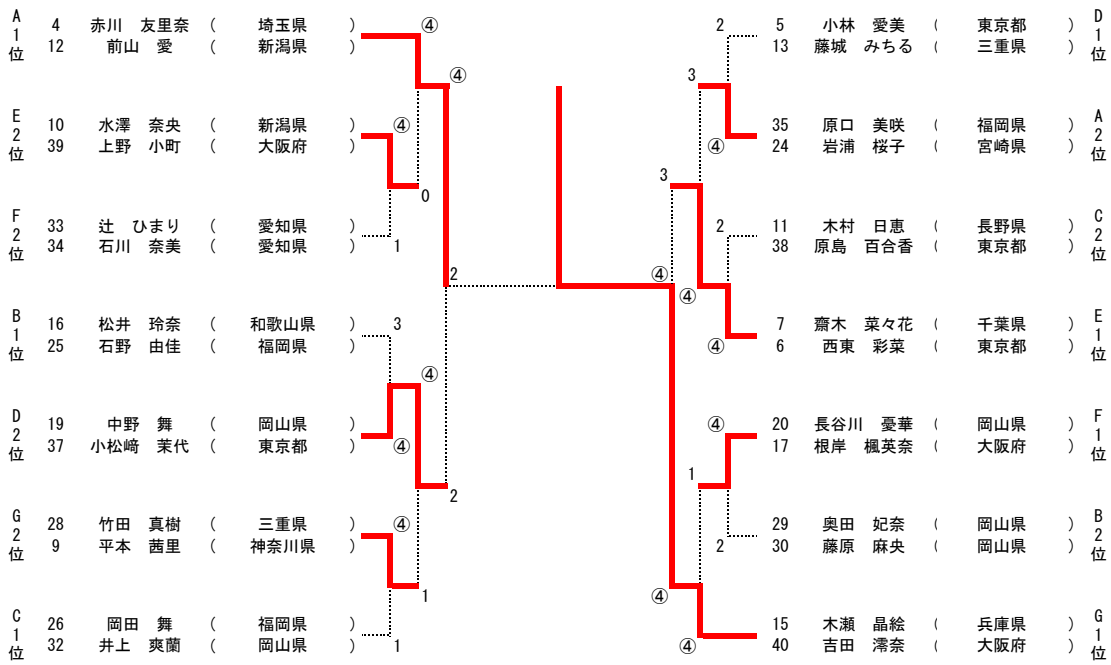 A
1
位
4 赤川 友里奈 ( 埼玉県 )
12 前山 愛 ( 新潟県 )
④
④
E
2
位
10 水澤 奈央 ( 新潟県 )
39 上野 小町 ( 大阪府 )
④
0
F
2
位
33 辻 ひまり ( 愛知県 )
34 石川 奈美 ( 愛知県 )
1
2
B
1
位
16 松井 玲奈 ( 和歌山県 )
25 石野 由佳 ( 福岡県 )
3
④
D
2
位
19 中野 舞 ( 岡山県 )
37 小松﨑 茉代 ( 東京都 )
④
2
G
2
位
28 竹田 真樹 ( 三重県 )
9 平本 茜里 ( 神奈川県 )
④
1
C
1
位
26 岡田 舞 ( 福岡県 )
32 井上 爽蘭 ( 岡山県 )
1
D
1
位
2
5 小林 愛美 ( 東京都 )
13 藤城 みちる ( 三重県 )
3
A
2
位
35 原口 美咲 ( 福岡県 )
24 岩浦 桜子 ( 宮崎県 )
④
3
C
2
位
2
11 木村 日恵 ( 長野県 )
38 原島 百合香 ( 東京都 )
④
④
E
1
位
7 齋木 菜々花 ( 千葉県 )
6 西東 彩菜 ( 東京都 )
④
F
1
位
④
20 長谷川 憂華 ( 岡山県 )
17 根岸 楓英奈 ( 大阪府 )
1
B
2
位
29 奥田 妃奈 ( 岡山県 )
30 藤原 麻央 ( 岡山県 )
2
④
G
1
位
15 木瀬 晶絵 ( 兵庫県 )
40 吉田 澪奈 ( 大阪府 )
④